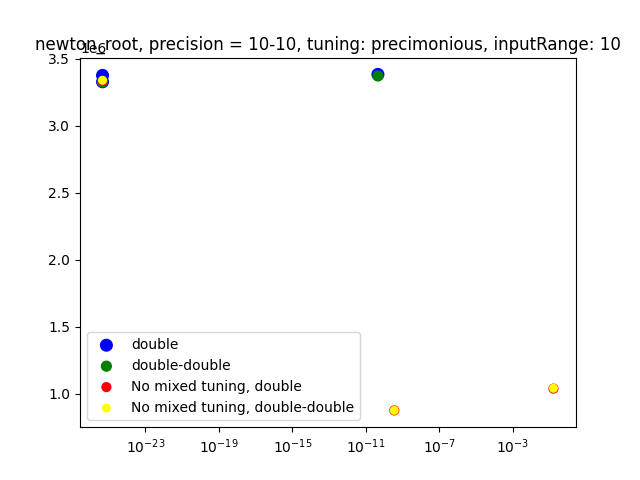 newton_root, precision = 10-10, tuning: precimonious, inputRange: 10
1e6
3.5
3.0
2.5
2.0
1.5
1.0
double
double-double
No mixed tuning, double
No mixed tuning, double-double
10⁻²³ 10⁻¹⁹ 10⁻¹⁵ 10⁻¹¹ 10⁻⁷ 10⁻³